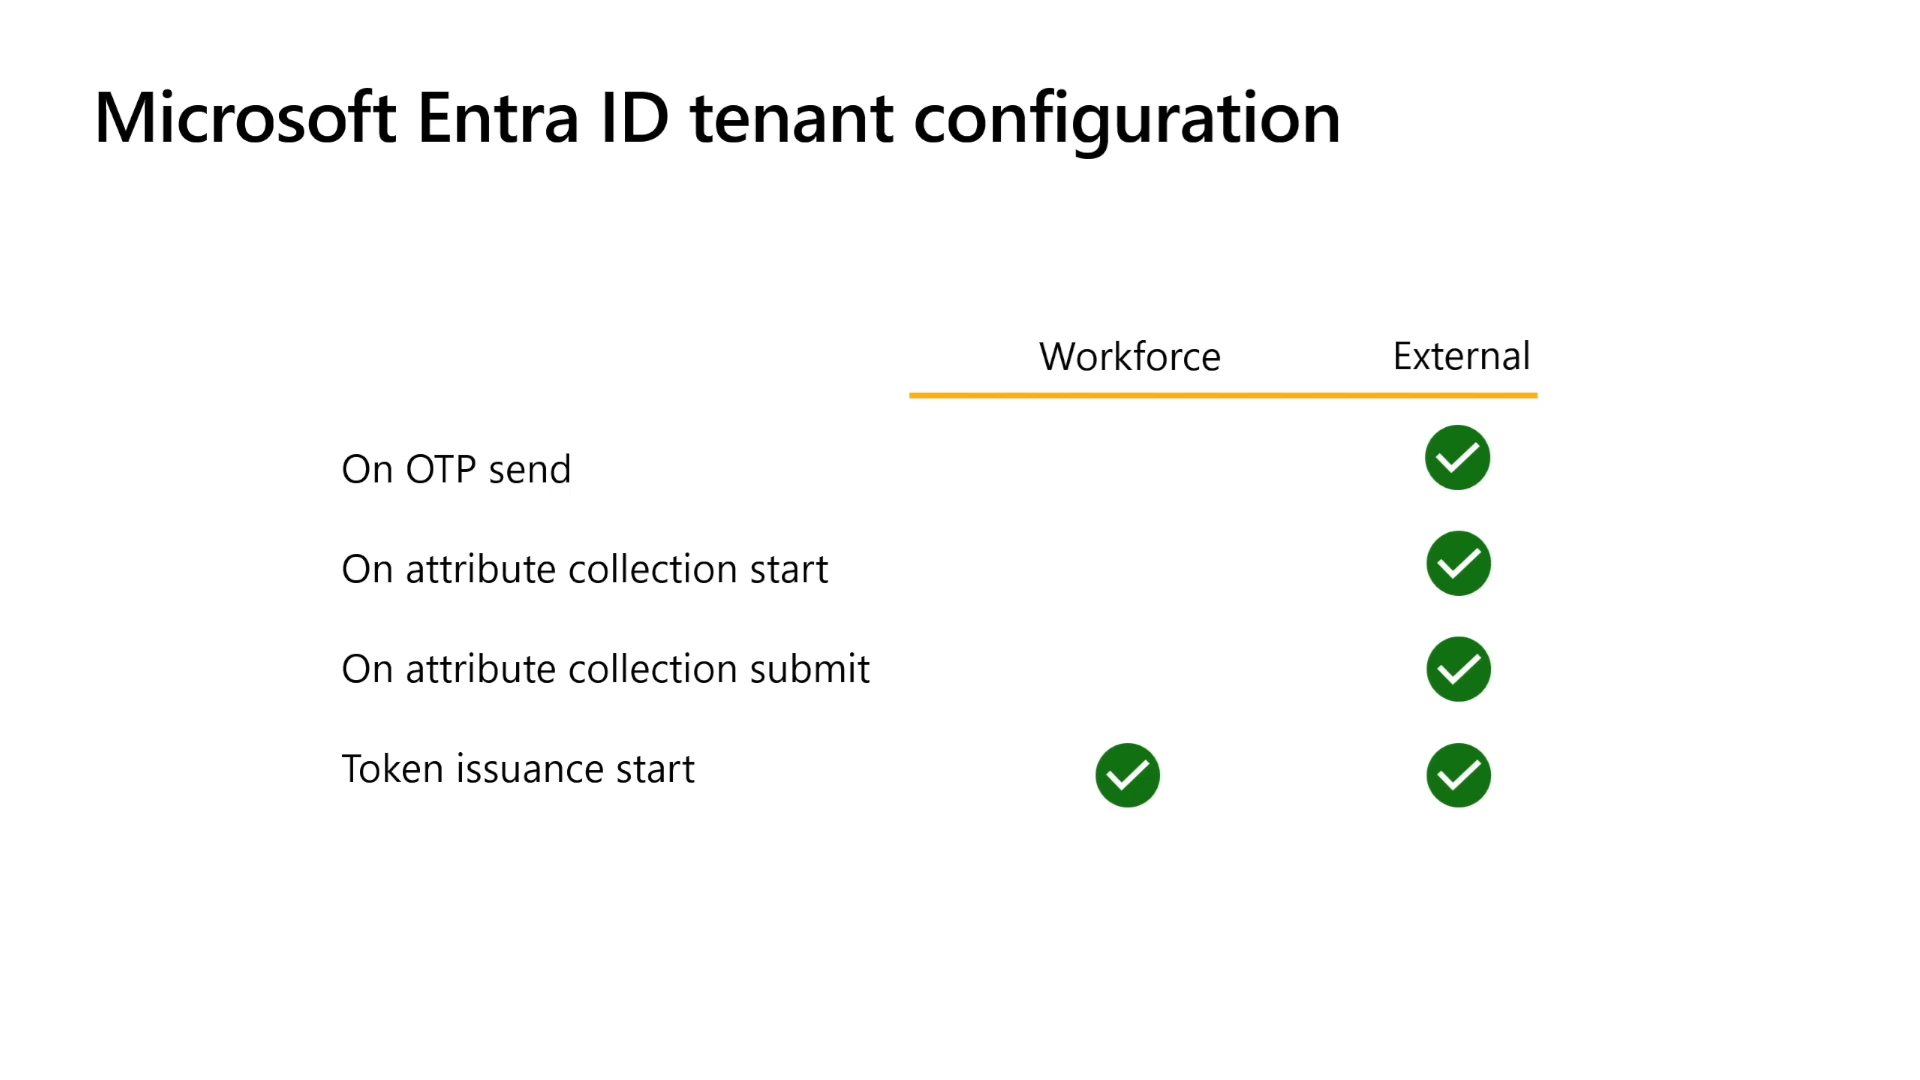 Microsoft Entra ID tenant configuration
Workforce External
On OTP send
On attribute collection start
On attribute collection submit
Token issuance start